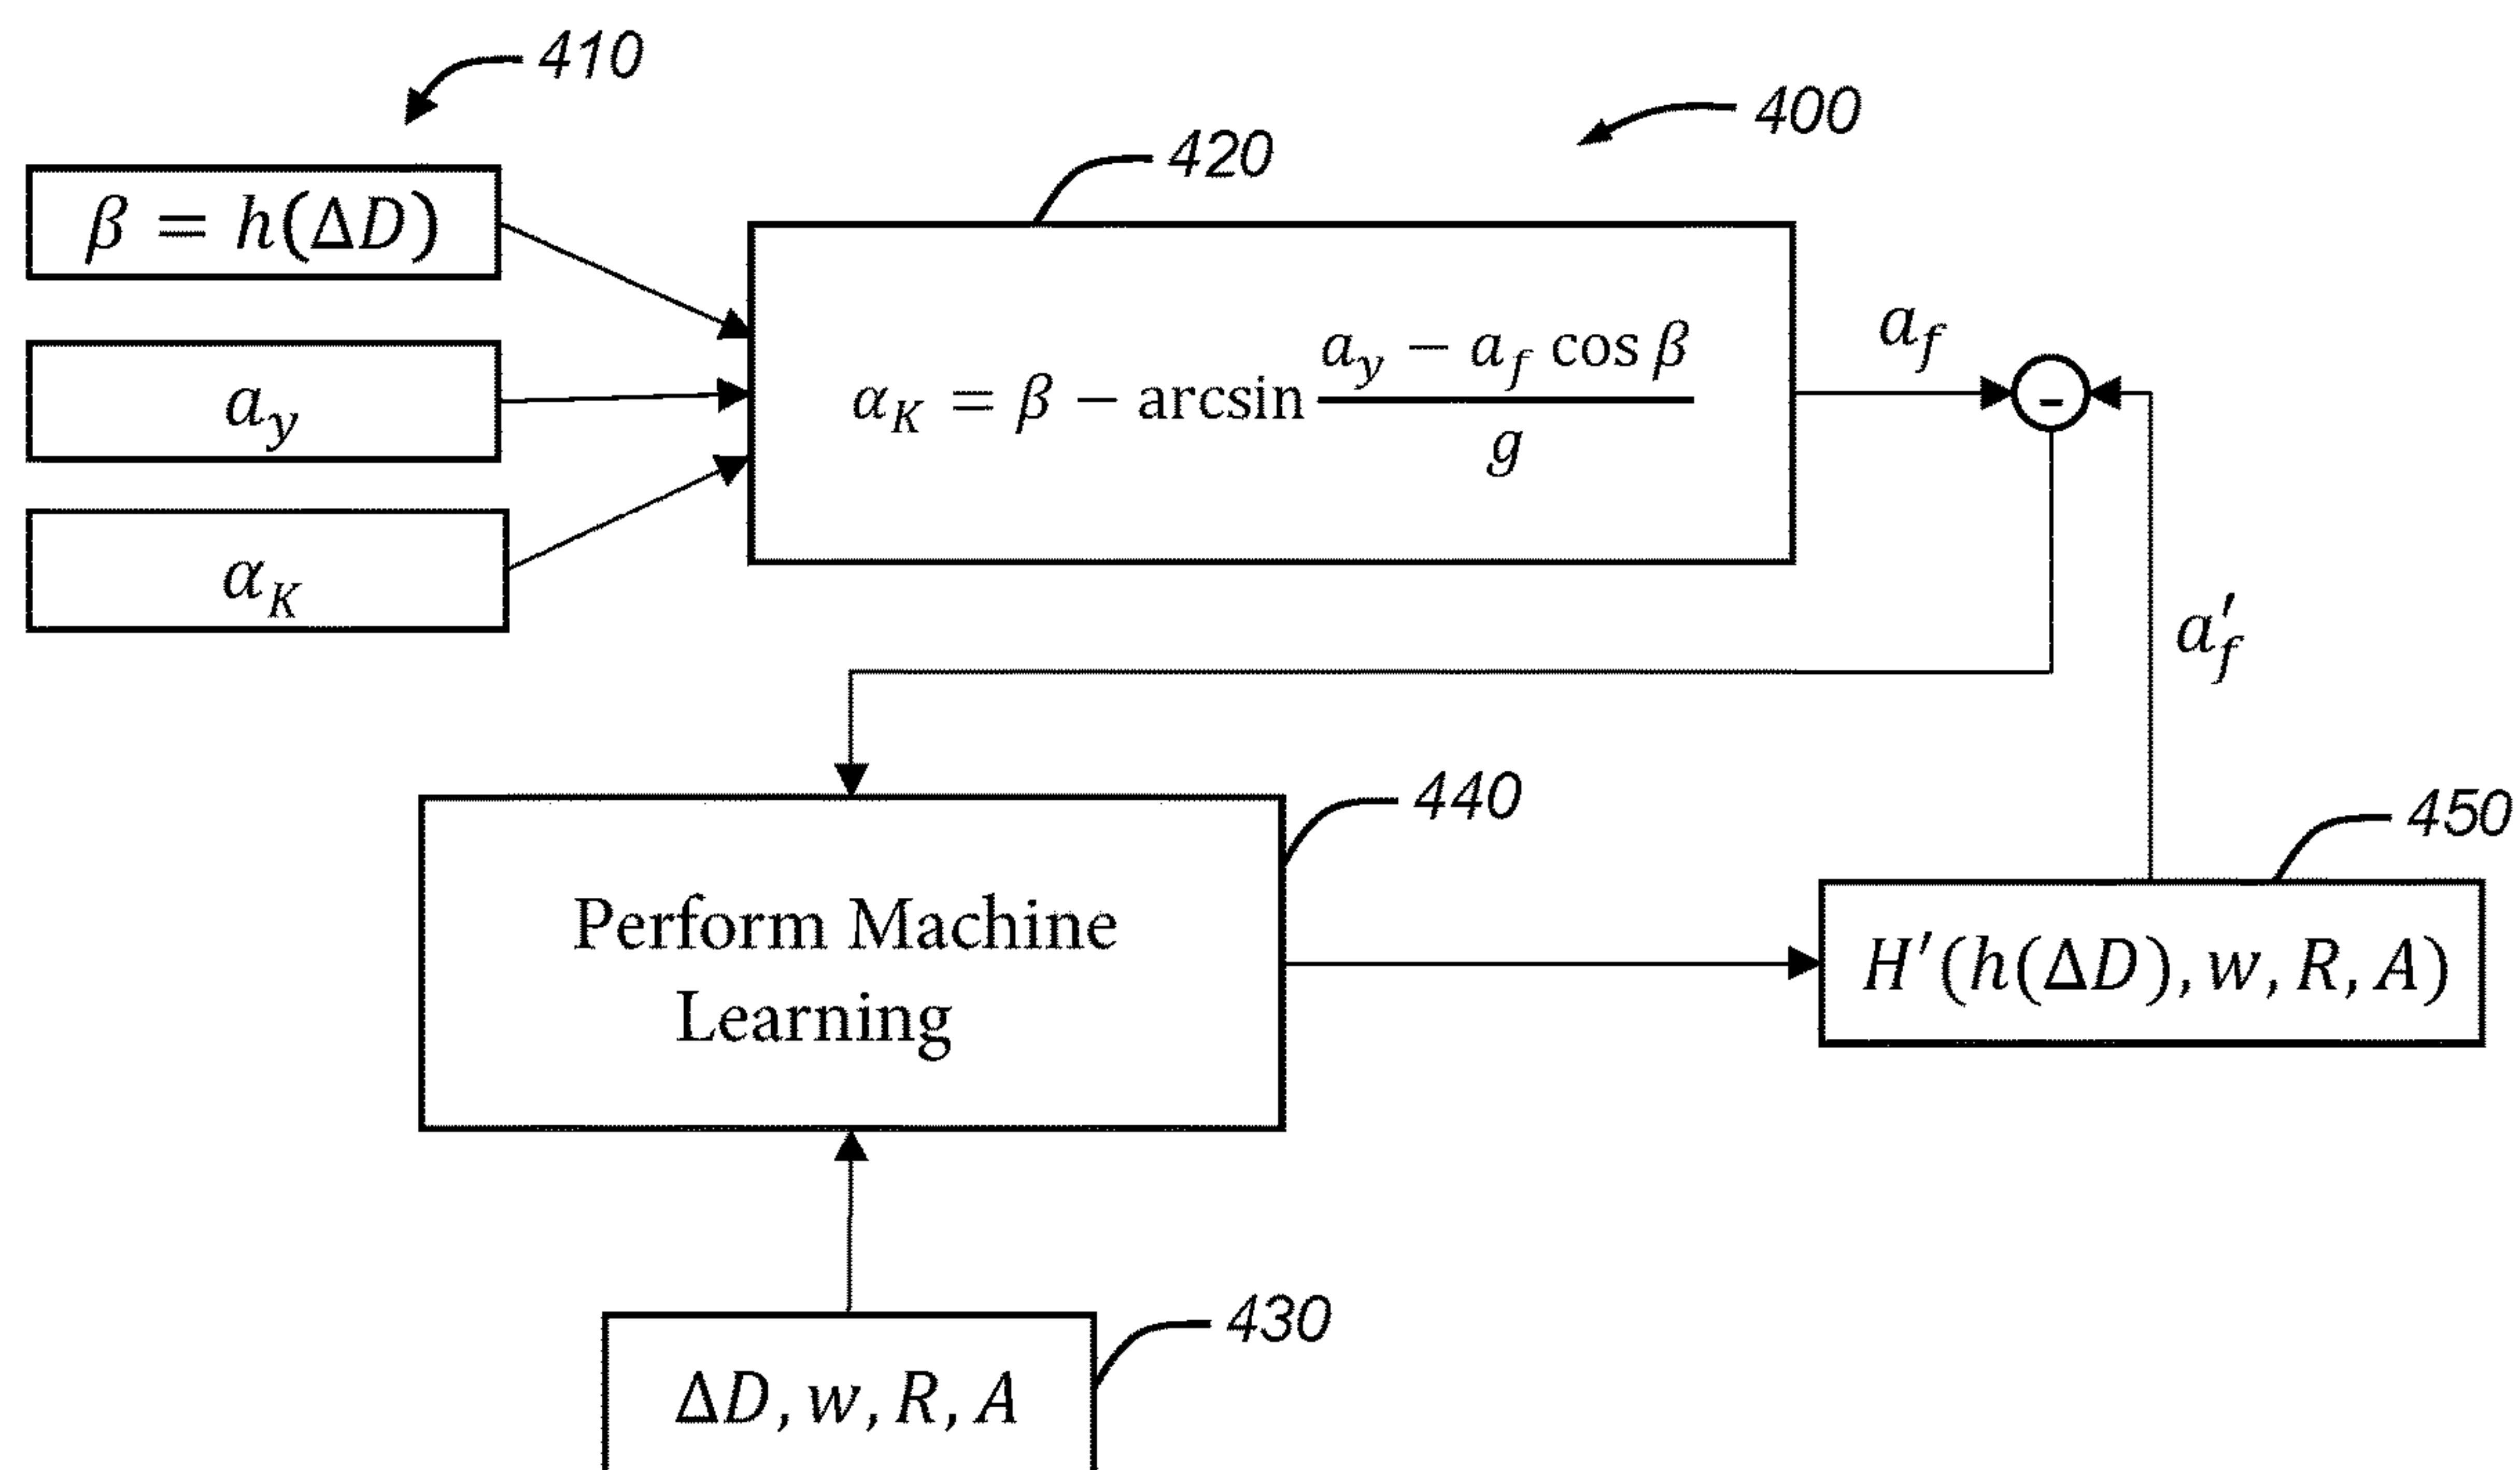 410
400
420
β = h(ΔD)
a_y
α_K
α_K = β − arcsin (a_y − a_f cos β) / g
a_f
-
a′_f
440
450
Perform Machine
Learning
H′(h(ΔD), w, R, A)
430
ΔD, w, R, A